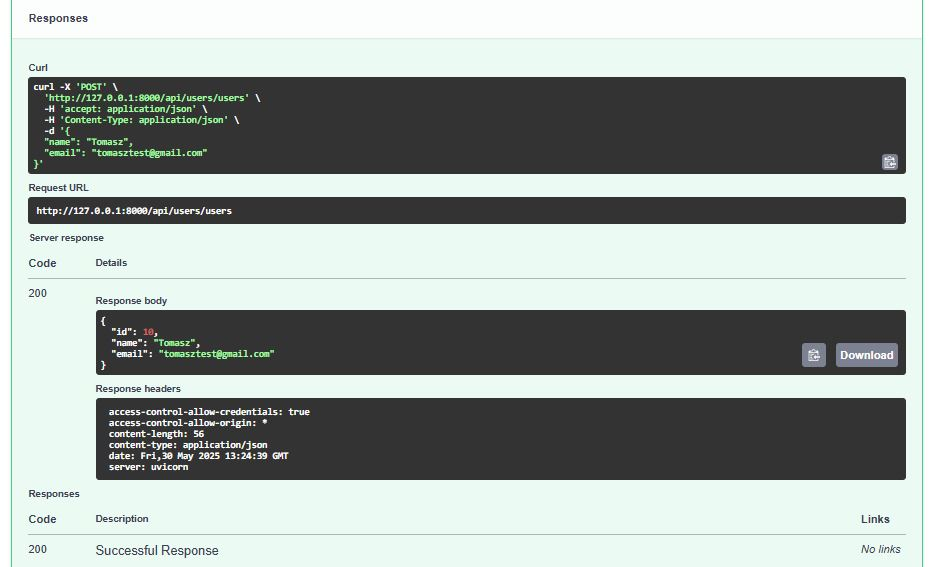 Responses
Curl
curl -X 'POST' \
  'http://127.0.0.1:8000/api/users/users' \
  -H 'accept: application/json' \
  -H 'Content-Type: application/json' \
  -d '{
  "name": "Tomasz",
  "email": "tomasztest@gmail.com"
}'
Request URL
http://127.0.0.1:8000/api/users/users
Server response
Code Details
200
Response body
{
  "id": 10,
  "name": "Tomasz",
  "email": "tomasztest@gmail.com"
}
Download
Response headers
access-control-allow-credentials: true
access-control-allow-origin: *
content-length: 56
content-type: application/json
date: Fri,30 May 2025 13:24:39 GMT
server: uvicorn
Responses
Code Description Links
200 Successful Response No links